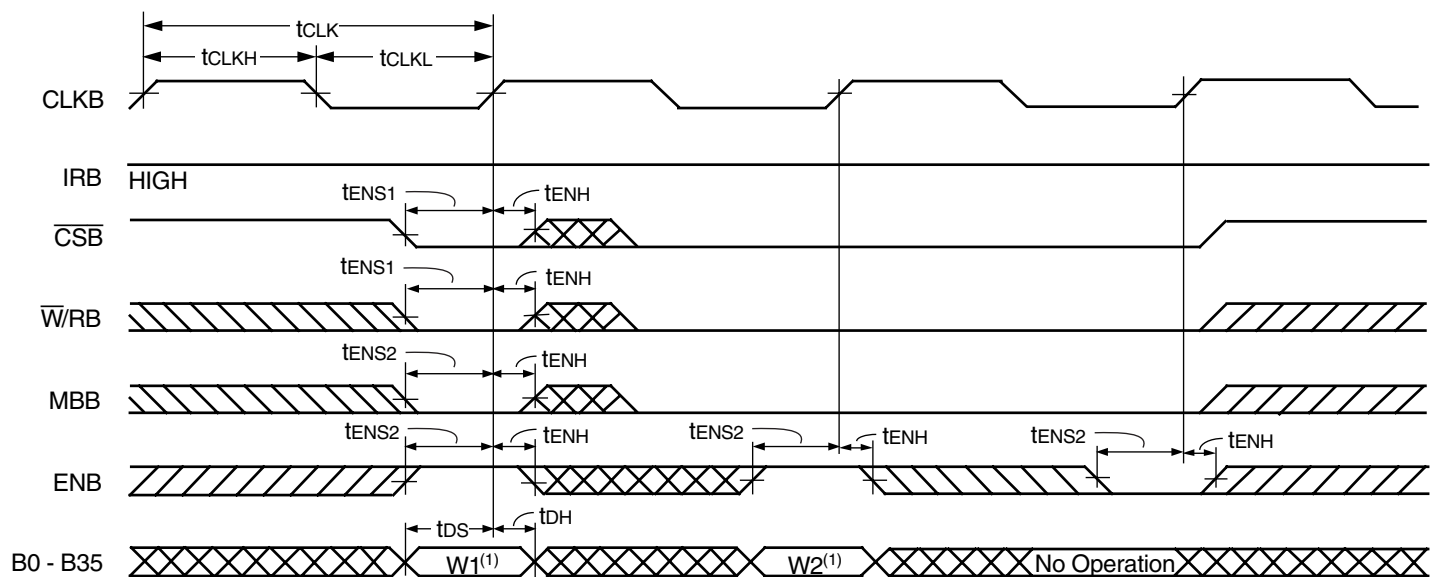 tCLK
tCLKH tCLKL
CLKB
IRB HIGH
tENS1 tENH
CSB
tENS1 tENH
W/RB
tENS2 tENH
MBB
tENS2 tENH tENS2 tENH tENS2 tENH
ENB
tDS tDH
B0 - B35 W1(1) W2(1) No Operation